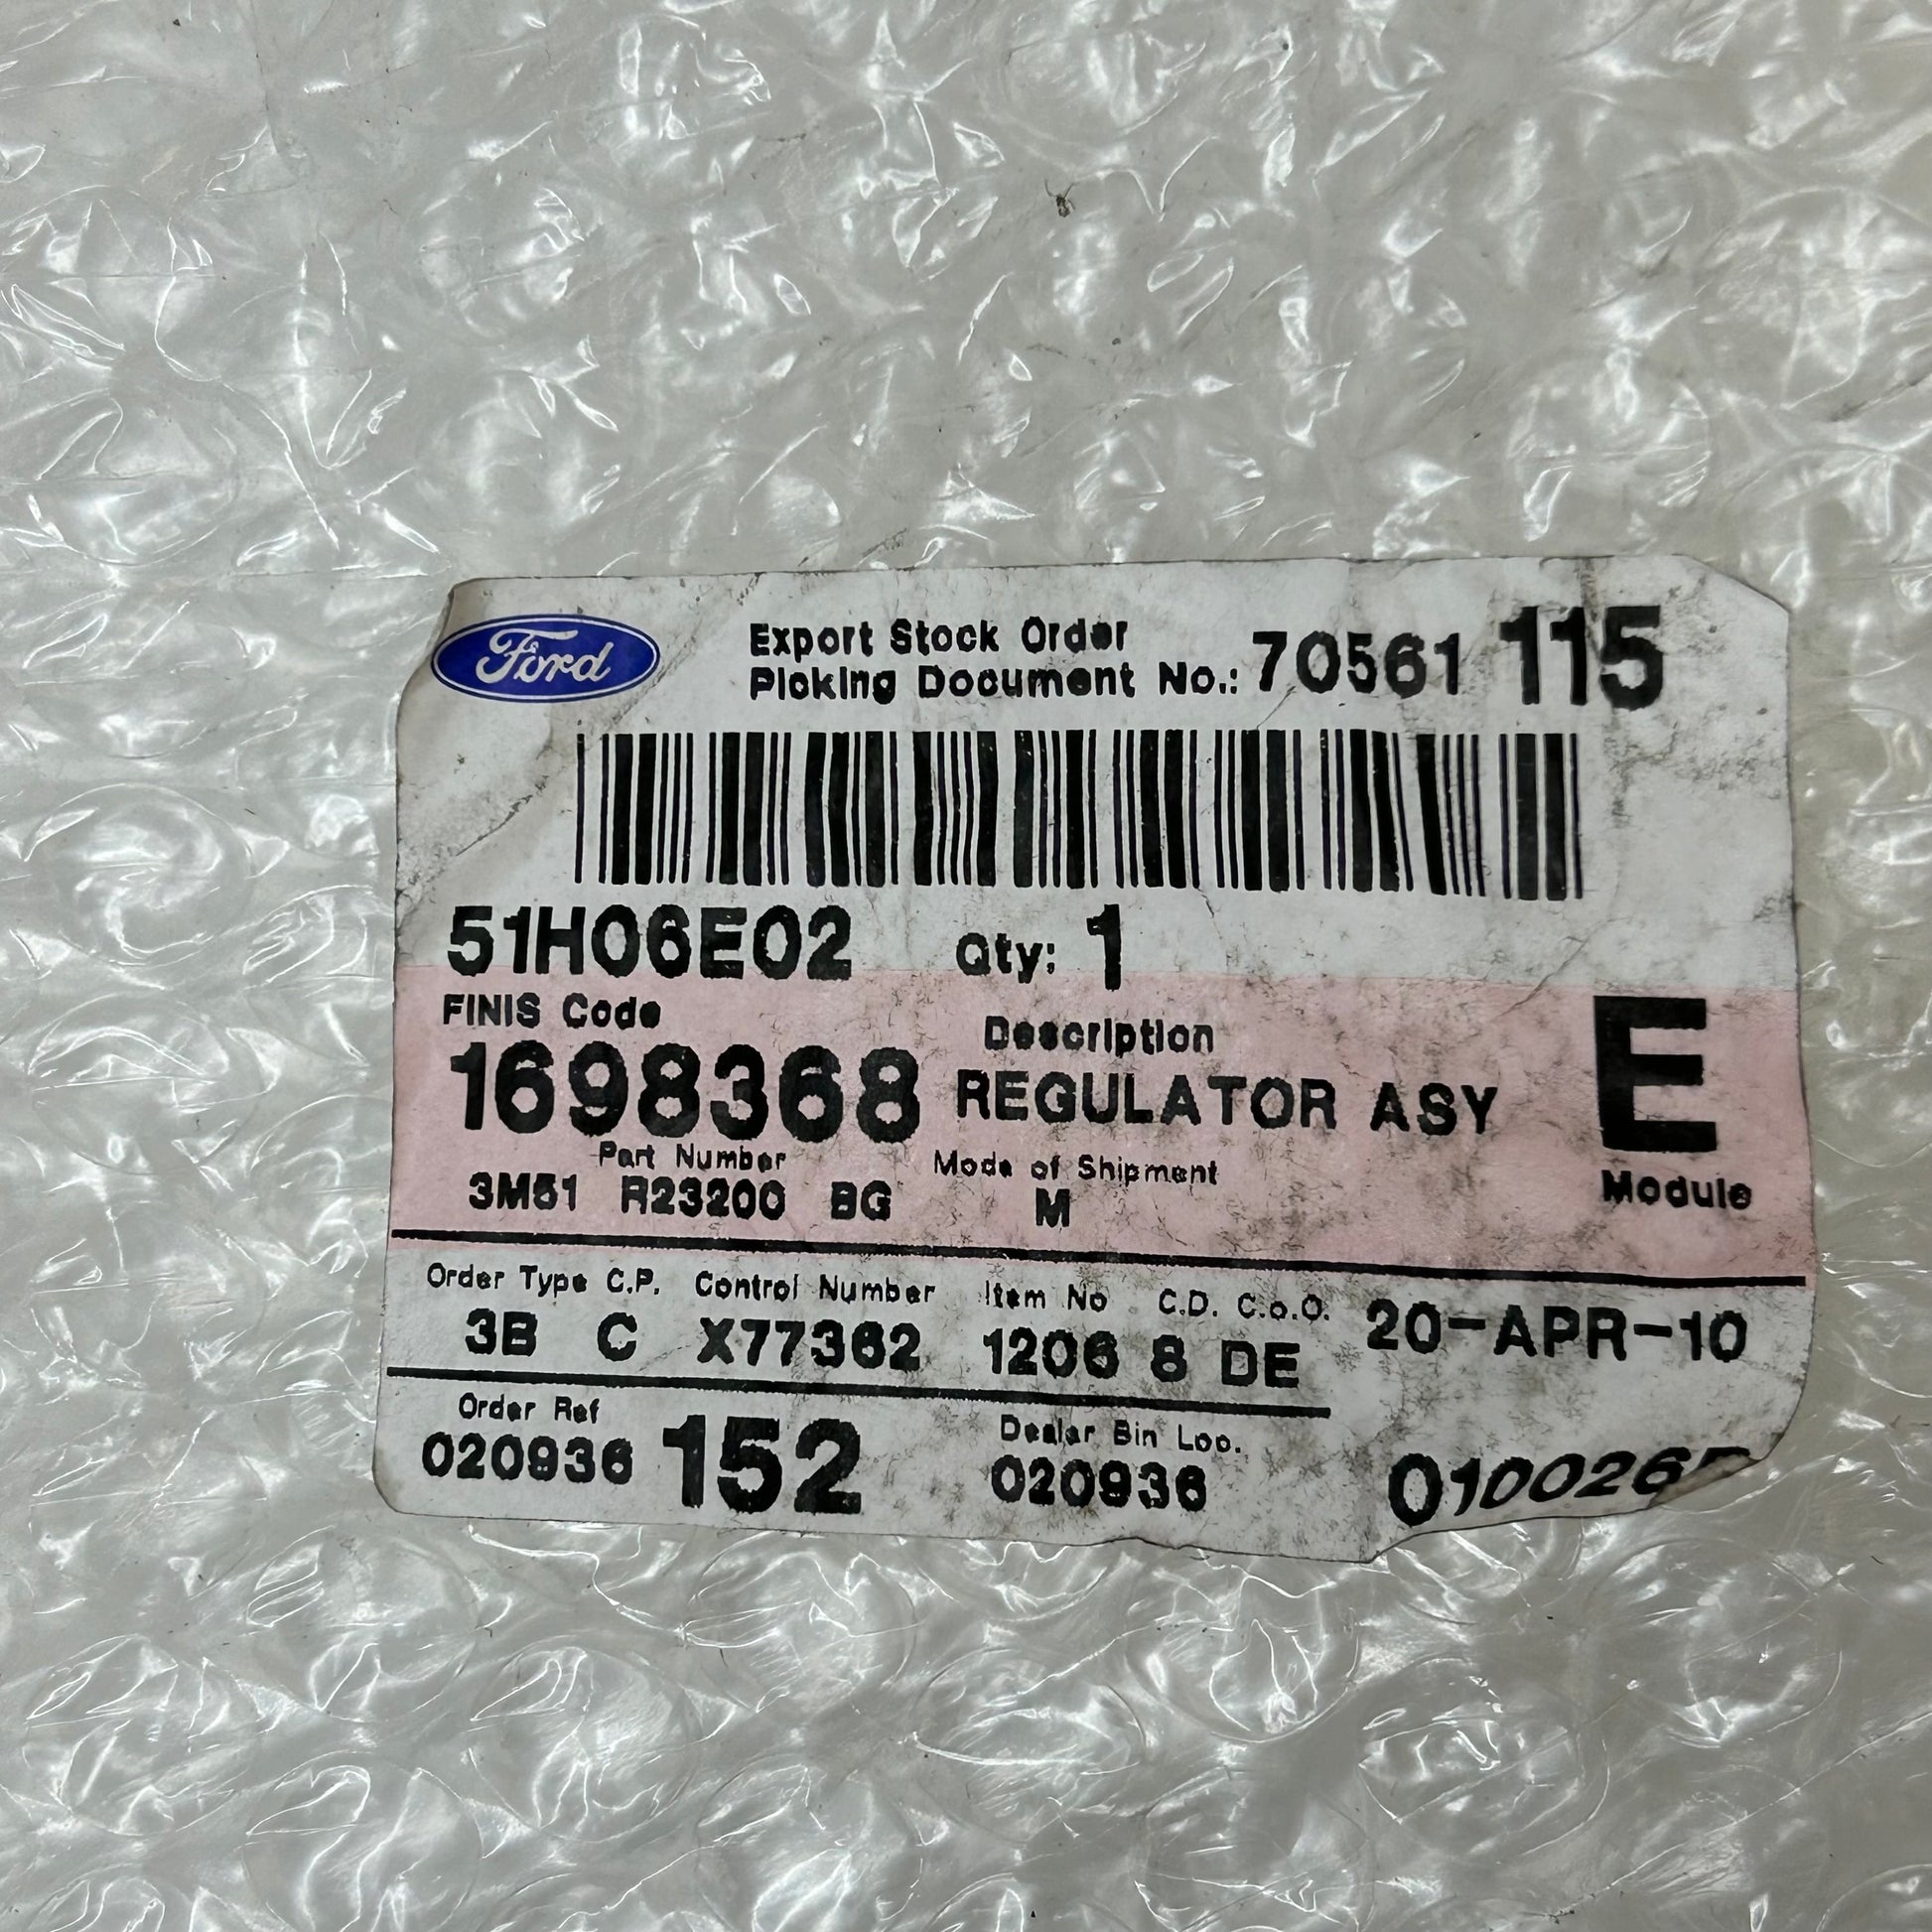 Ford
Export Stock Order
Picking Document No.: 70561 115
51H06E02 Qty: 1
FINIS Code Description
1698368 REGULATOR ASY E
Part Number Mode of Shipment Module
3M51 R23200 BG M
Order Type C.P. Control Number Item No C.D. C.o.O.
3B C X77362 1206 8 DE 20-APR-10
Order Ref Dealer Bin Loc.
020936 152 020936